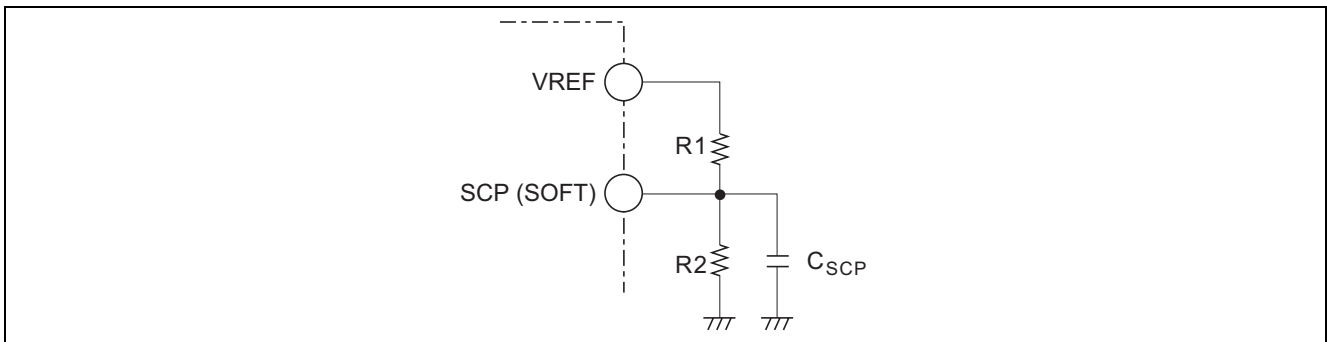 VREF
R1
SCP (SOFT)
R2
CSCP